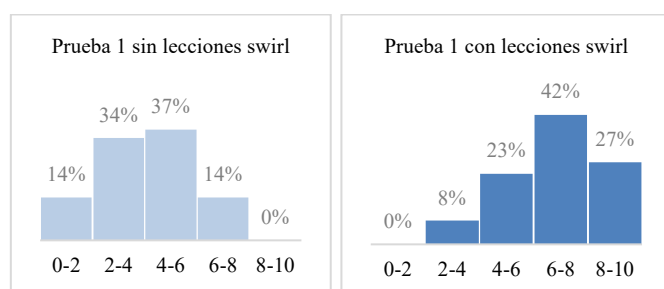 Prueba 1 sin lecciones swirl
37%
34%
14%
14%
0%
0-2 2-4 4-6 6-8 8-10
Prueba 1 con lecciones swirl
42%
27%
23%
8%
0%
0-2 2-4 4-6 6-8 8-10